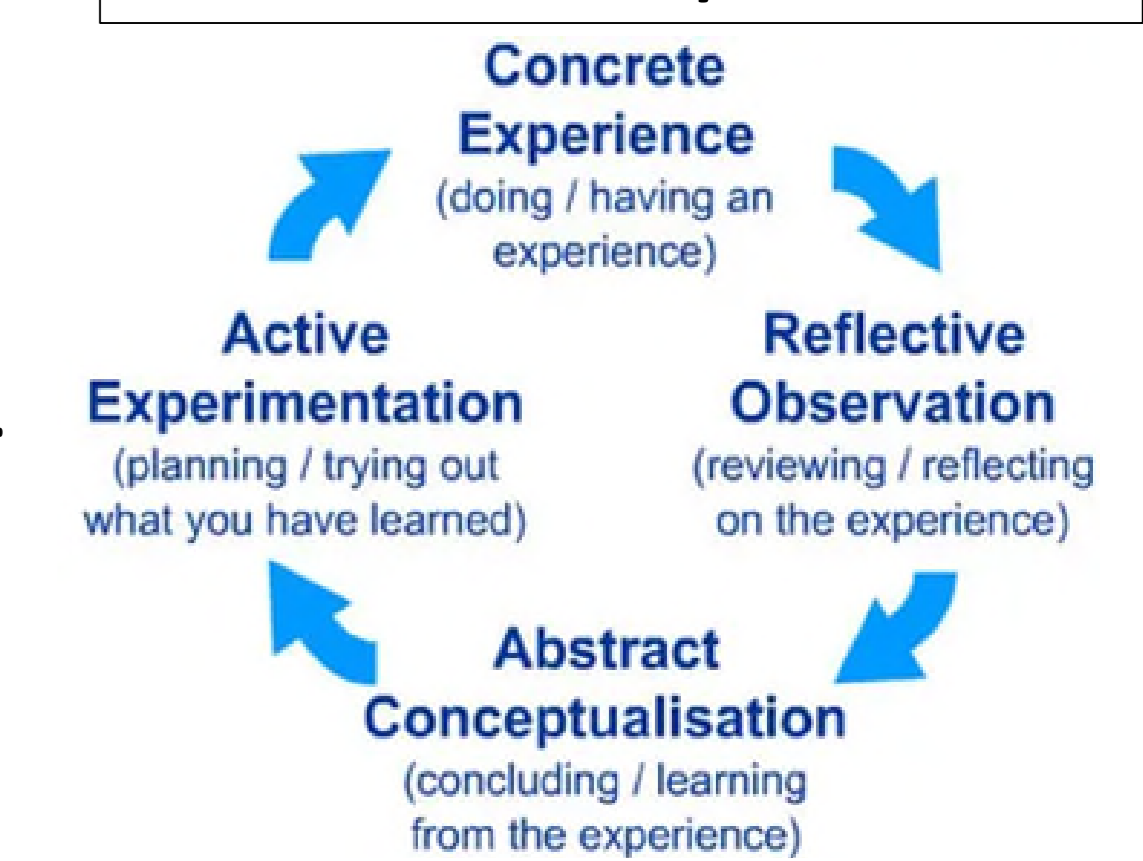 Concrete
Experience
(doing / having an
experience)
Reflective
Observation
(reviewing / reflecting
on the experience)
Abstract
Conceptualisation
(concluding / learning
from the experience)
Active
Experimentation
(planning / trying out
what you have learned)